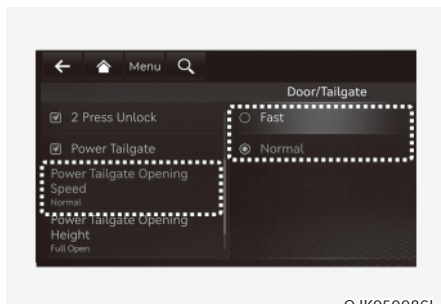 Menu
Door/Tailgate
2 Press Unlock
Power Tailgate
Power Tailgate Opening
Speed
Normal
Power Tailgate Opening
Height
Full Open
Fast
Normal